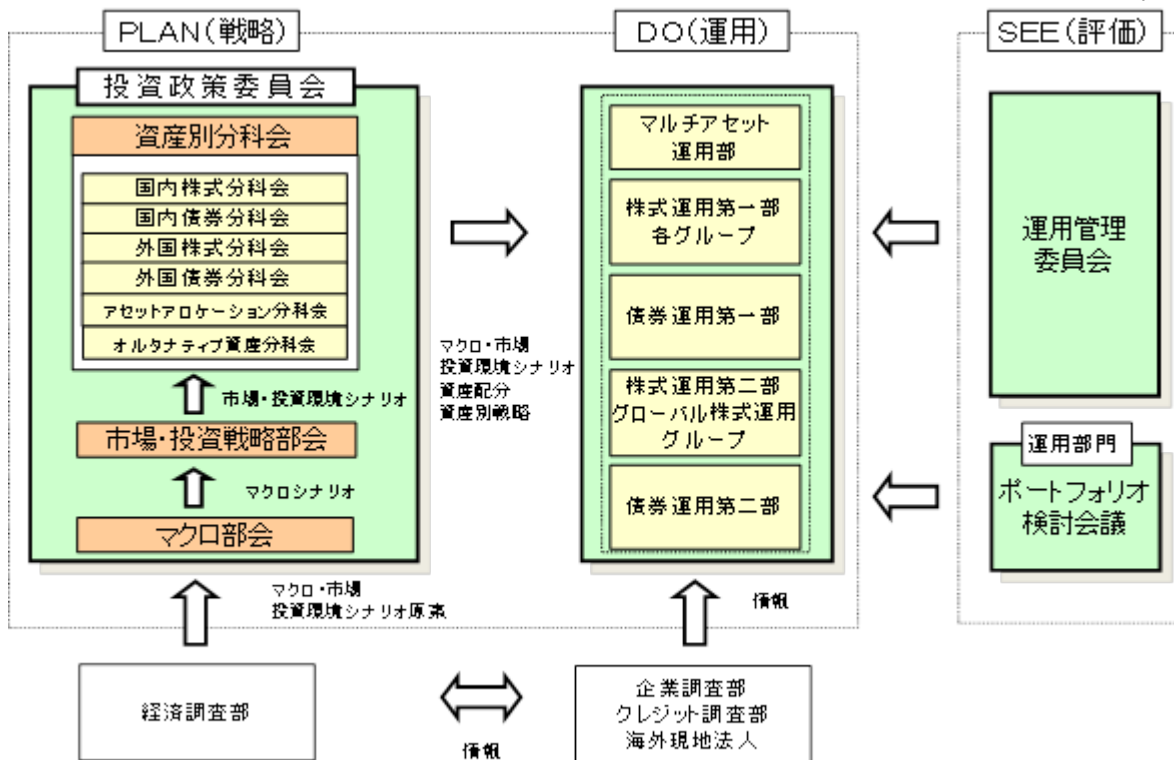 PLAN(戦略)
投資政策委員会
資産別分科会
国内株式分科会
国内債券分科会
外国株式分科会
外国債券分科会
アセットアロケーション分科会
オルタナティブ資産分科会
市場・投資環境シナリオ
市場・投資戦略部会
マクロシナリオ
マクロ部会
マクロ・市場
投資環境シナリオ原案
経済調査部
マクロ・市場
投資環境シナリオ
資産配分
資産別戦略
DO(運用)
マルチアセット
運用部
株式運用第一部
各グループ
債券運用第一部
株式運用第二部
グローバル株式運用
グループ
債券運用第二部
情報
企業調査部
クレジット調査部
海外現地法人
情報
SEE(評価)
運用管理
委員会
運用部門
ポートフォリオ
検討会議